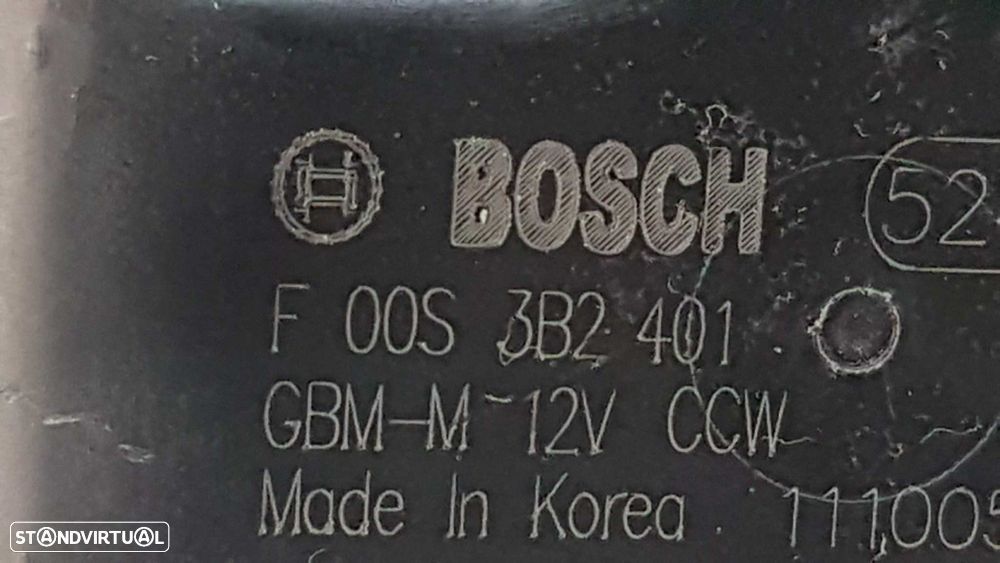 BOSCH 52
F 00S 3B2 401
GBM-M 12V CCW
Made In Korea 111005
STANDVIRTUAL